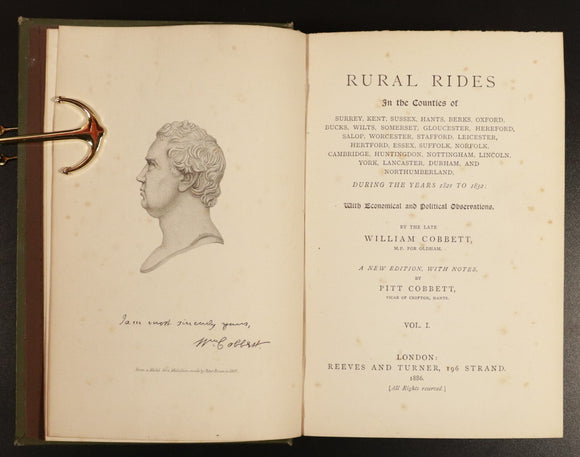 I am most sincerely yours,
Wm. Cobbett.
RURAL RIDES
In the Counties of
SURREY, KENT, SUSSEX, HANTS, BERKS, OXFORD,
BUCKS, WILTS, SOMERSET, GLOUCESTER, HEREFORD,
SALOP, WORCESTER, STAFFORD, LEICESTER,
HERTFORD, ESSEX, SUFFOLK, NORFOLK,
CAMBRIDGE, HUNTINGDON, NOTTINGHAM, LINCOLN,
YORK, LANCASTER, DURHAM, AND
NORTHUMBERLAND,
DURING THE YEARS 1821 TO 1832:
With Economical and Political Observations.
BY THE LATE
WILLIAM COBBETT,
M.P. FOR OLDHAM.
A NEW EDITION, WITH NOTES,
BY
PITT COBBETT,
VICAR OF CROFTON, HANTS.
VOL. I.
LONDON:
REEVES AND TURNER, 196 STRAND.
1886.
[All Rights reserved.]